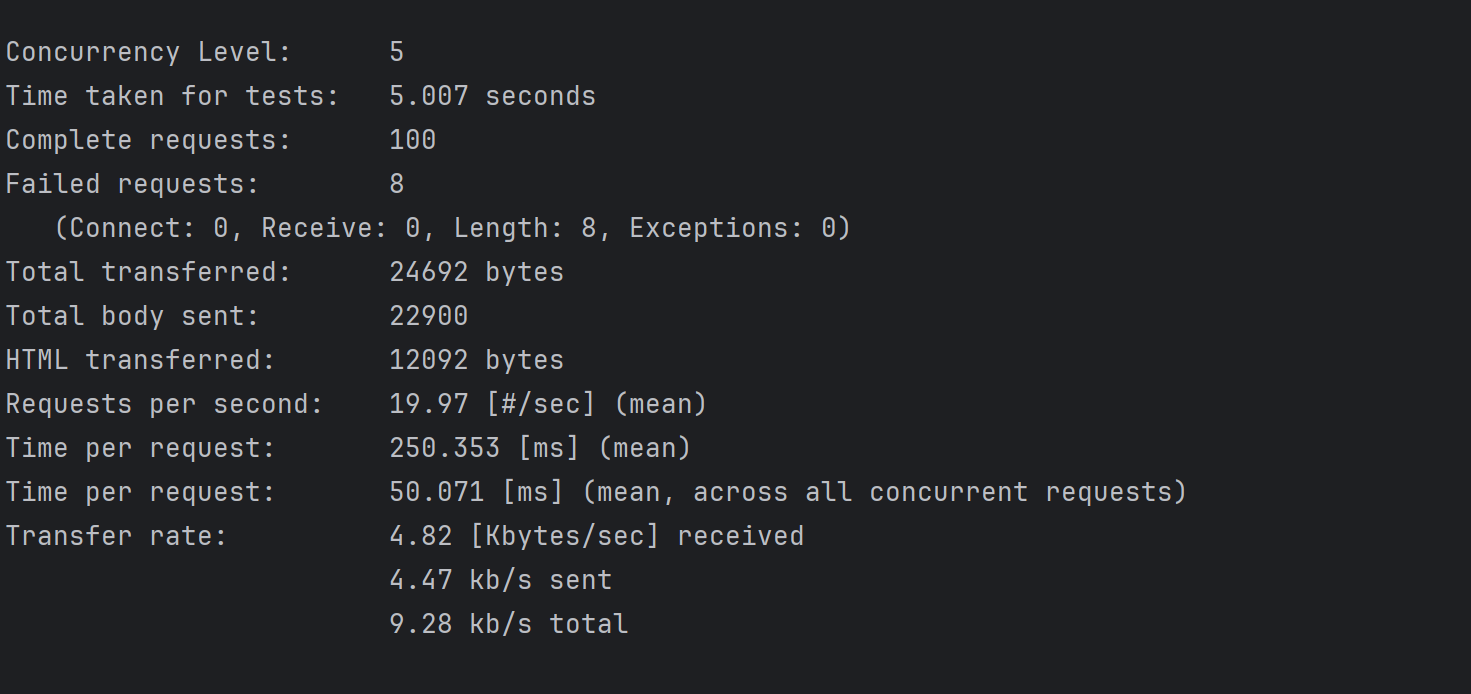 Concurrency Level:      5
Time taken for tests:   5.007 seconds
Complete requests:      100
Failed requests:        8
   (Connect: 0, Receive: 0, Length: 8, Exceptions: 0)
Total transferred:      24692 bytes
Total body sent:        22900
HTML transferred:       12092 bytes
Requests per second:    19.97 [#/sec] (mean)
Time per request:       250.353 [ms] (mean)
Time per request:       50.071 [ms] (mean, across all concurrent requests)
Transfer rate:          4.82 [Kbytes/sec] received
                        4.47 kb/s sent
                        9.28 kb/s total